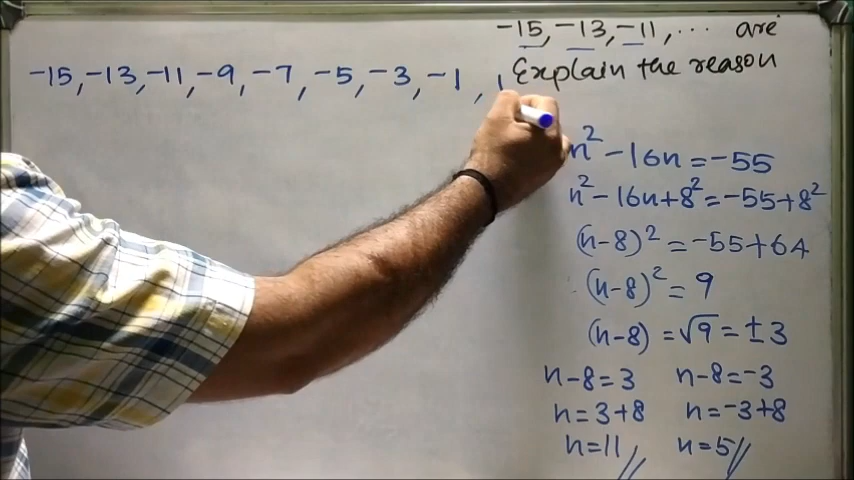 -15, -13, -11, ... are
Explain the reason
-15, -13, -11, -9, -7, -5, -3, -1, 1
n² - 16n = -55
n² - 16n + 8² = -55 + 8²
(n-8)² = -55 + 64
(n-8)² = 9
(n-8) = √9 = ±3
n-8=3 n-8=-3
n=3+8 n=-3+8
n=11// n=5//